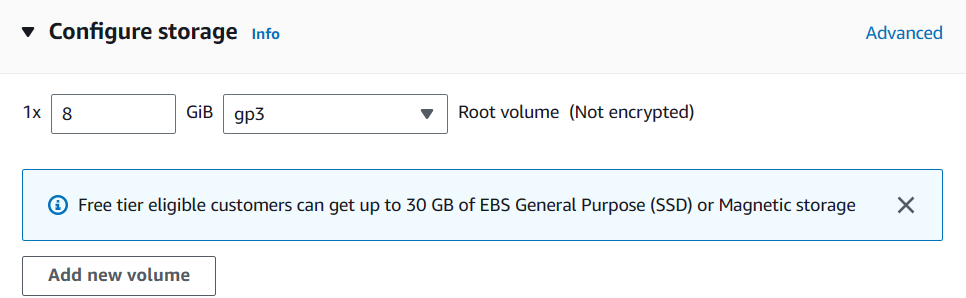 Configure storage Info Advanced
1x 8 GiB gp3 Root volume (Not encrypted)
Free tier eligible customers can get up to 30 GB of EBS General Purpose (SSD) or Magnetic storage
Add new volume